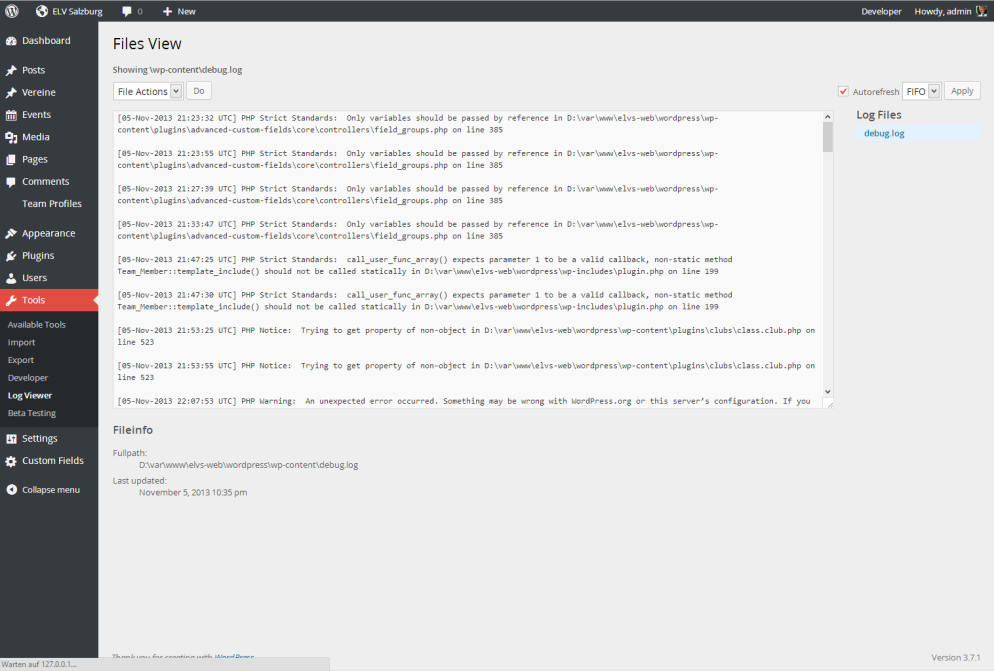 ELV Salzburg 0 + New Developer Howdy, admin
Dashboard
Posts
Vereine
Events
Media
Pages
Comments
Team Profiles
Appearance
Plugins
Users
Tools
Available Tools
Import
Export
Developer
Log Viewer
Beta Testing
Settings
Custom Fields
Collapse menu
Files View
Showing \wp-content\debug.log
File Actions Do
Autorefresh FIFO Apply
[05-Nov-2013 21:23:32 UTC] PHP Strict Standards:  Only variables should be passed by reference in D:\var\www\elvs-web\wordpress\wp-
content\plugins\advanced-custom-fields\core\controllers\field_groups.php on line 385
[05-Nov-2013 21:23:55 UTC] PHP Strict Standards:  Only variables should be passed by reference in D:\var\www\elvs-web\wordpress\wp-
content\plugins\advanced-custom-fields\core\controllers\field_groups.php on line 385
[05-Nov-2013 21:27:39 UTC] PHP Strict Standards:  Only variables should be passed by reference in D:\var\www\elvs-web\wordpress\wp-
content\plugins\advanced-custom-fields\core\controllers\field_groups.php on line 385
[05-Nov-2013 21:33:47 UTC] PHP Strict Standards:  Only variables should be passed by reference in D:\var\www\elvs-web\wordpress\wp-
content\plugins\advanced-custom-fields\core\controllers\field_groups.php on line 385
[05-Nov-2013 21:47:25 UTC] PHP Strict Standards:  call_user_func_array() expects parameter 1 to be a valid callback, non-static method
Team_Member::template_include() should not be called statically in D:\var\www\elvs-web\wordpress\wp-includes\plugin.php on line 199
[05-Nov-2013 21:47:30 UTC] PHP Strict Standards:  call_user_func_array() expects parameter 1 to be a valid callback, non-static method
Team_Member::template_include() should not be called statically in D:\var\www\elvs-web\wordpress\wp-includes\plugin.php on line 199
[05-Nov-2013 21:53:25 UTC] PHP Notice:  Trying to get property of non-object in D:\var\www\elvs-web\wordpress\wp-content\plugins\clubs\class.club.php on
line 523
[05-Nov-2013 21:53:55 UTC] PHP Notice:  Trying to get property of non-object in D:\var\www\elvs-web\wordpress\wp-content\plugins\clubs\class.club.php on
line 523
[05-Nov-2013 22:07:53 UTC] PHP Warning:  An unexpected error occurred. Something may be wrong with WordPress.org or this server's configuration. If you
Log Files
debug.log
Fileinfo
Fullpath:
D:\var\www\elvs-web\wordpress\wp-content\debug.log
Last updated:
November 5, 2013 10:35 pm
Thank you for creating with WordPress
Version 3.7.1
Warten auf 127.0.0.1...